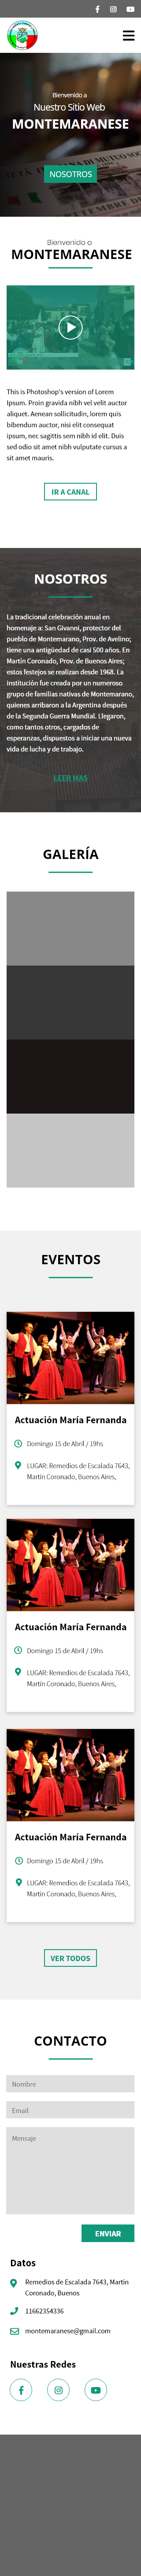 Bienvenido a
Nuestro Sitio Web
MONTEMARANESE
NOSOTROS
Bienvenido a
MONTEMARANESE
This is Photoshop's version of Lorem
Ipsum. Proin gravida nibh vel velit auctor
aliquet. Aenean sollicitudin, lorem quis
bibendum auctor, nisi elit consequat
ipsum, nec sagittis sem nibh id elit. Duis
sed odio sit amet nibh vulputate cursus a
sit amet mauris.
IR A CANAL
NOSOTROS
La tradicional celebración anual en
homenaje a: San Givanni, protector del
pueblo de Montemarano, Prov. de Avelino;
tiene una antigüedad de casi 500 años. En
Martín Coronado, Prov. de Buenos Aires;
estos festejos se realizan desde 1968. La
Institución fue creada por un numeroso
grupo de familias nativas de Montemarano,
quienes arribaron a la Argentina después
de la Segunda Guerra Mundial. Llegaron,
como tantos otros, cargados de
esperanzas, dispuestos a iniciar una nueva
vida de lucha y de trabajo.
LEER MAS
GALERÍA
EVENTOS
Actuación María Fernanda
Domingo 15 de Abril / 19hs
LUGAR: Remedios de Escalada 7643,
Martín Coronado, Buenos Aires,
Actuación María Fernanda
Domingo 15 de Abril / 19hs
LUGAR: Remedios de Escalada 7643,
Martín Coronado, Buenos Aires,
Actuación María Fernanda
Domingo 15 de Abril / 19hs
LUGAR: Remedios de Escalada 7643,
Martín Coronado, Buenos Aires,
VER TODOS
CONTACTO
Nombre
Email
Mensaje
ENVIAR
Datos
Remedios de Escalada 7643, Martin
Coronado, Buenos
11662354336
montemaranese@gmail.com
Nuestras Redes